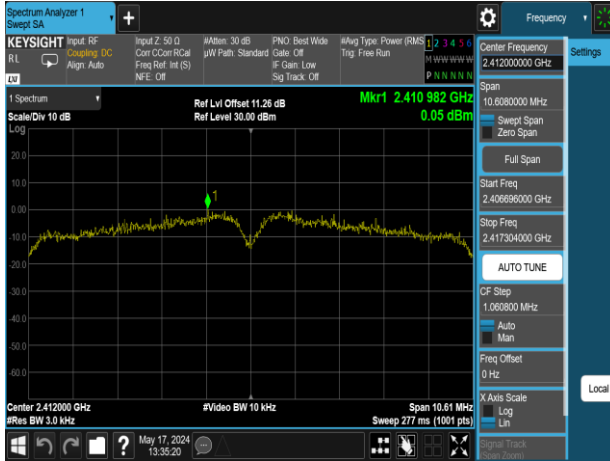 Spectrum Analyzer 1
Swept SA
+
Frequency
KEYSIGHT
RL
LXI
Input: RF
Coupling: DC
Align: Auto
Input Z: 50 Ω
Corr CCorr RCal
Freq Ref: Int (S)
NFE: Off
#Atten: 30 dB
µW Path: Standard
PNO: Best Wide
Gate: Off
IF Gain: Low
Sig Track: Off
#Avg Type: Power (RMS
Trig: Free Run
1 2 3 4 5 6
M W W W W W
P N N N N N
1 Spectrum
Scale/Div 10 dB
Log
Ref Lvl Offset 11.26 dB
Ref Level 30.00 dBm
Mkr1 2.410 982 GHz
0.05 dBm
20.0
10.0
0.00
-10.0
-20.0
-30.0
-40.0
-50.0
-60.0
1
Center 2.412000 GHz
#Res BW 3.0 kHz
#Video BW 10 kHz
Span 10.61 MHz
Sweep 277 ms (1001 pts)
?
May 17, 2024
13:35:20
Center Frequency
2.412000000 GHz
Settings
Span
10.6080000 MHz
Swept Span
Zero Span
Full Span
Start Freq
2.406696000 GHz
Stop Freq
2.417304000 GHz
AUTO TUNE
CF Step
1.060800 MHz
Auto
Man
Freq Offset
0 Hz
X Axis Scale
Log
Lin
Signal Track
(Span Zoom)
Local